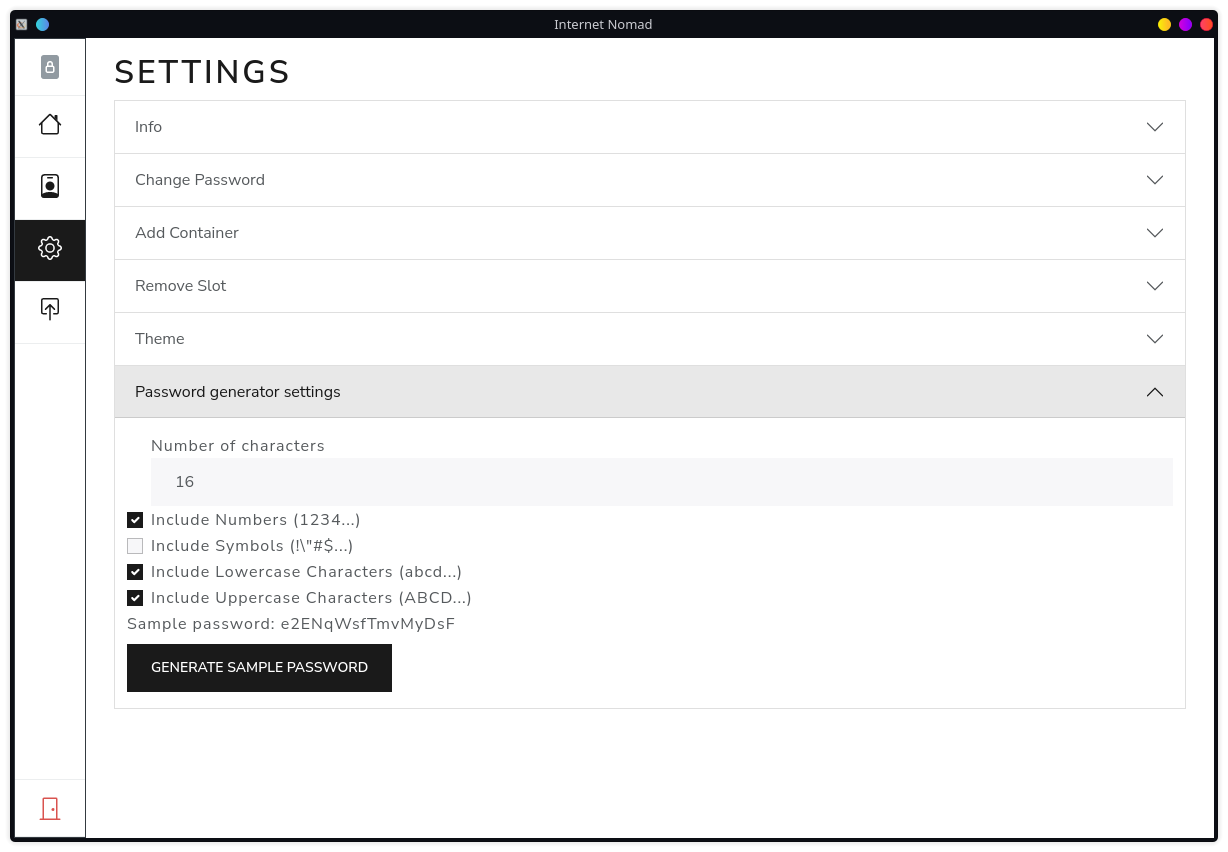 Internet Nomad
SETTINGS
Info
Change Password
Add Container
Remove Slot
Theme
Password generator settings
Number of characters
16
Include Numbers (1234...)
Include Symbols (!\"#$...)
Include Lowercase Characters (abcd...)
Include Uppercase Characters (ABCD...)
Sample password: e2ENqWsfTmvMyDsF
GENERATE SAMPLE PASSWORD